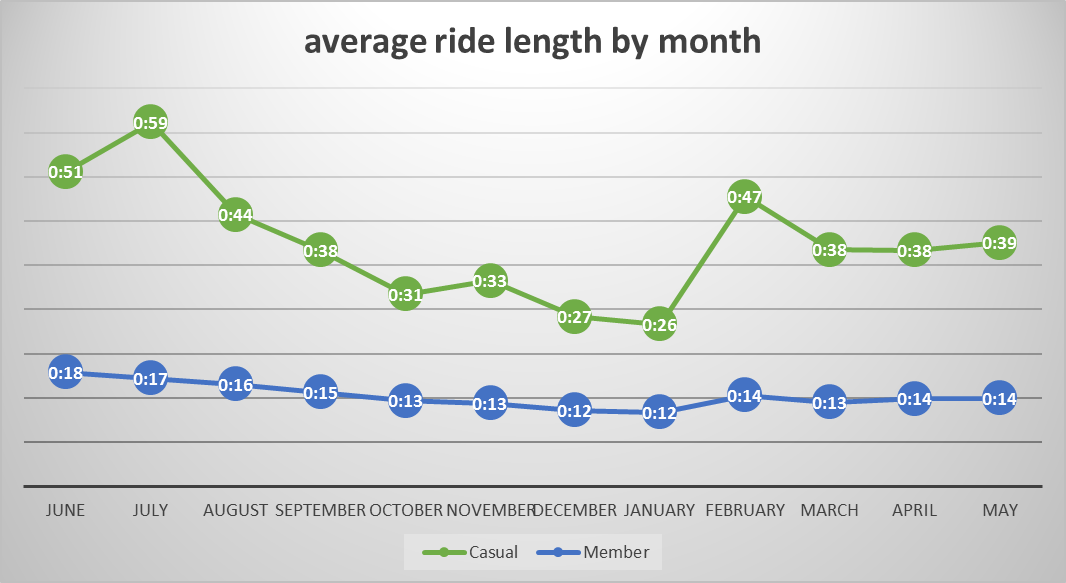 average ride length by month
0:51 0:59 0:44 0:38 0:31 0:33 0:27 0:26 0:47 0:38 0:38 0:39
0:18 0:17 0:16 0:15 0:13 0:13 0:12 0:12 0:14 0:13 0:14 0:14
JUNE JULY AUGUST SEPTEMBER OCTOBER NOVEMBER DECEMBER JANUARY FEBRUARY MARCH APRIL MAY
Casual Member